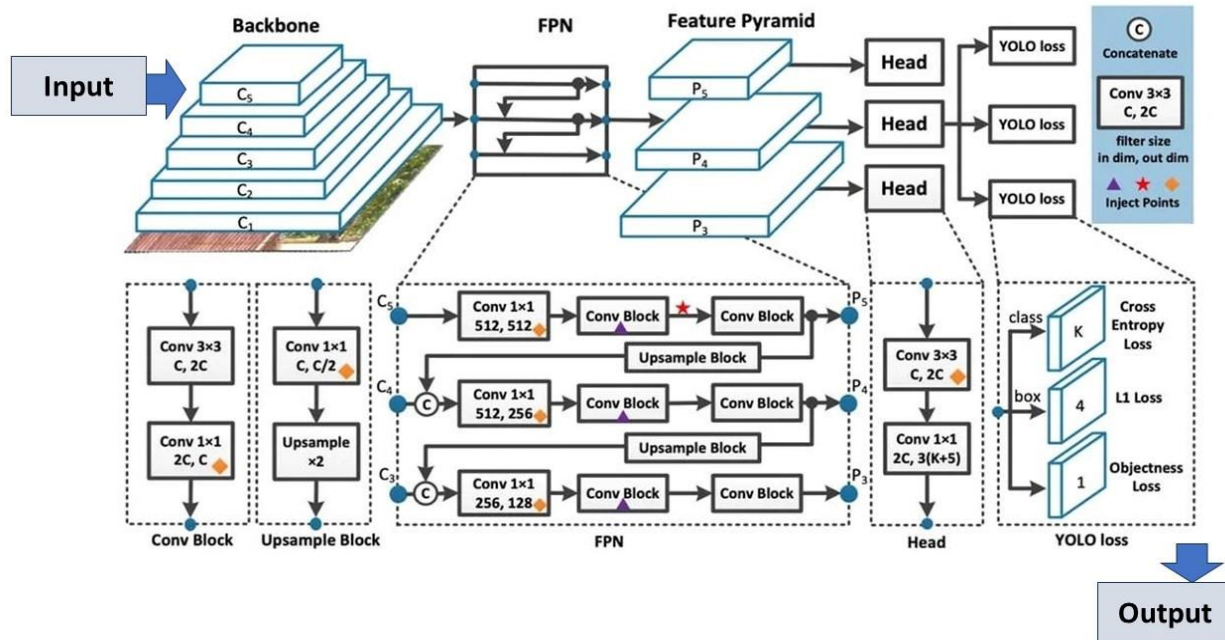 Backbone
FPN
Feature Pyramid
Input
C5
C4
C3
C2
C1
P5
P4
P3
Head
Head
Head
YOLO loss
YOLO loss
YOLO loss
C
Concatenate
Conv 3×3
C, 2C
filter size
in dim, out dim
Inject Points
Conv 3×3
C, 2C
Conv 1×1
2C, C
Conv Block
Conv 1×1
C, C/2
Upsample
×2
Upsample Block
C5
Conv 1×1
512, 512
Conv Block
Conv Block
P5
Upsample Block
C4
C
Conv 1×1
512, 256
Conv Block
Conv Block
P4
Upsample Block
C3
C
Conv 1×1
256, 128
Conv Block
Conv Block
P3
FPN
Conv 3×3
C, 2C
Conv 1×1
2C, 3(K+5)
Head
class
K
Cross
Entropy
Loss
box
4
L1 Loss
1
Objectness
Loss
YOLO loss
Output